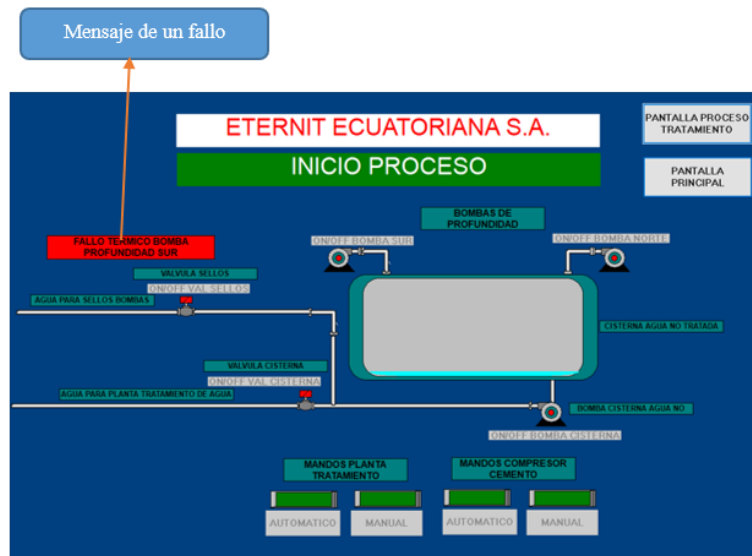 Mensaje de un fallo
ETERNIT ECUATORIANA S.A.
PANTALLA PROCESO
TRATAMIENTO
INICIO PROCESO
PANTALLA
PRINCIPAL
BOMBAS DE
PROFUNDIDAD
FALLO TERMICO BOMBA
PROFUNDIDAD SUR
ON/OFF BOMBA SUR
ON/OFF BOMBA NORTE
VALVULA SELLOS
ON/OFF VAL SELLOS
AGUA PARA SELLOS BOMBAS
CISTERNA AGUA NO TRATADA
VALVULA CISTERNA
ON/OFF VAL CISTERNA
AGUA PARA PLANTA TRATAMIENTO DE AGUA
BOMBA CISTERNA AGUA NO
ON/OFF BOMBA CISTERNA
MANDOS PLANTA
TRATAMIENTO
MANDOS COMPRESOR
CEMENTO
AUTOMATICO
MANUAL
AUTOMATICO
MANUAL